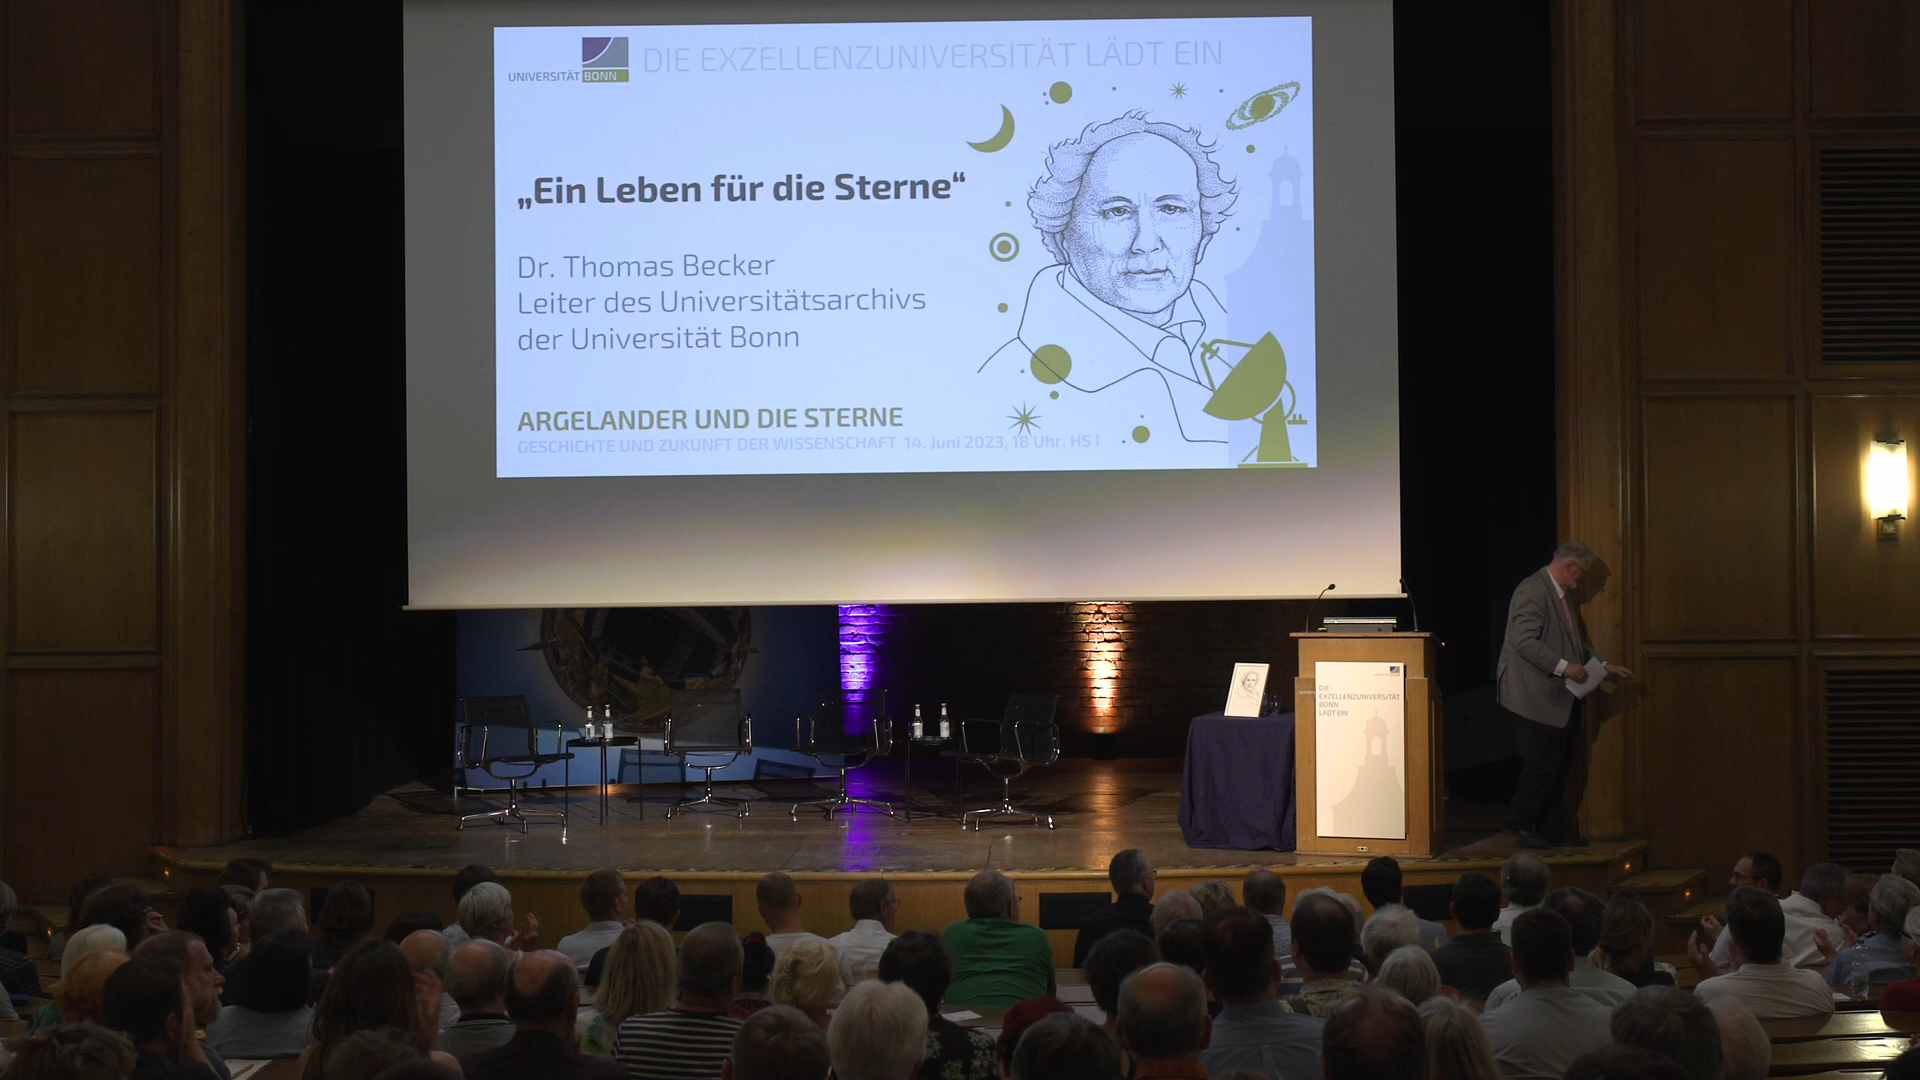 UNIVERSITÄT BONN
DIE EXZELLENZUNIVERSITÄT LÄDT EIN
„Ein Leben für die Sterne“
Dr. Thomas Becker
Leiter des Universitätsarchivs
der Universität Bonn
ARGELANDER UND DIE STERNE
GESCHICHTE UND ZUKUNFT DER WISSENSCHAFT 14. Juni 2023, 18 Uhr, HS I
DIE
EXZELLENZUNIVERSITÄT
BONN
LÄDT EIN